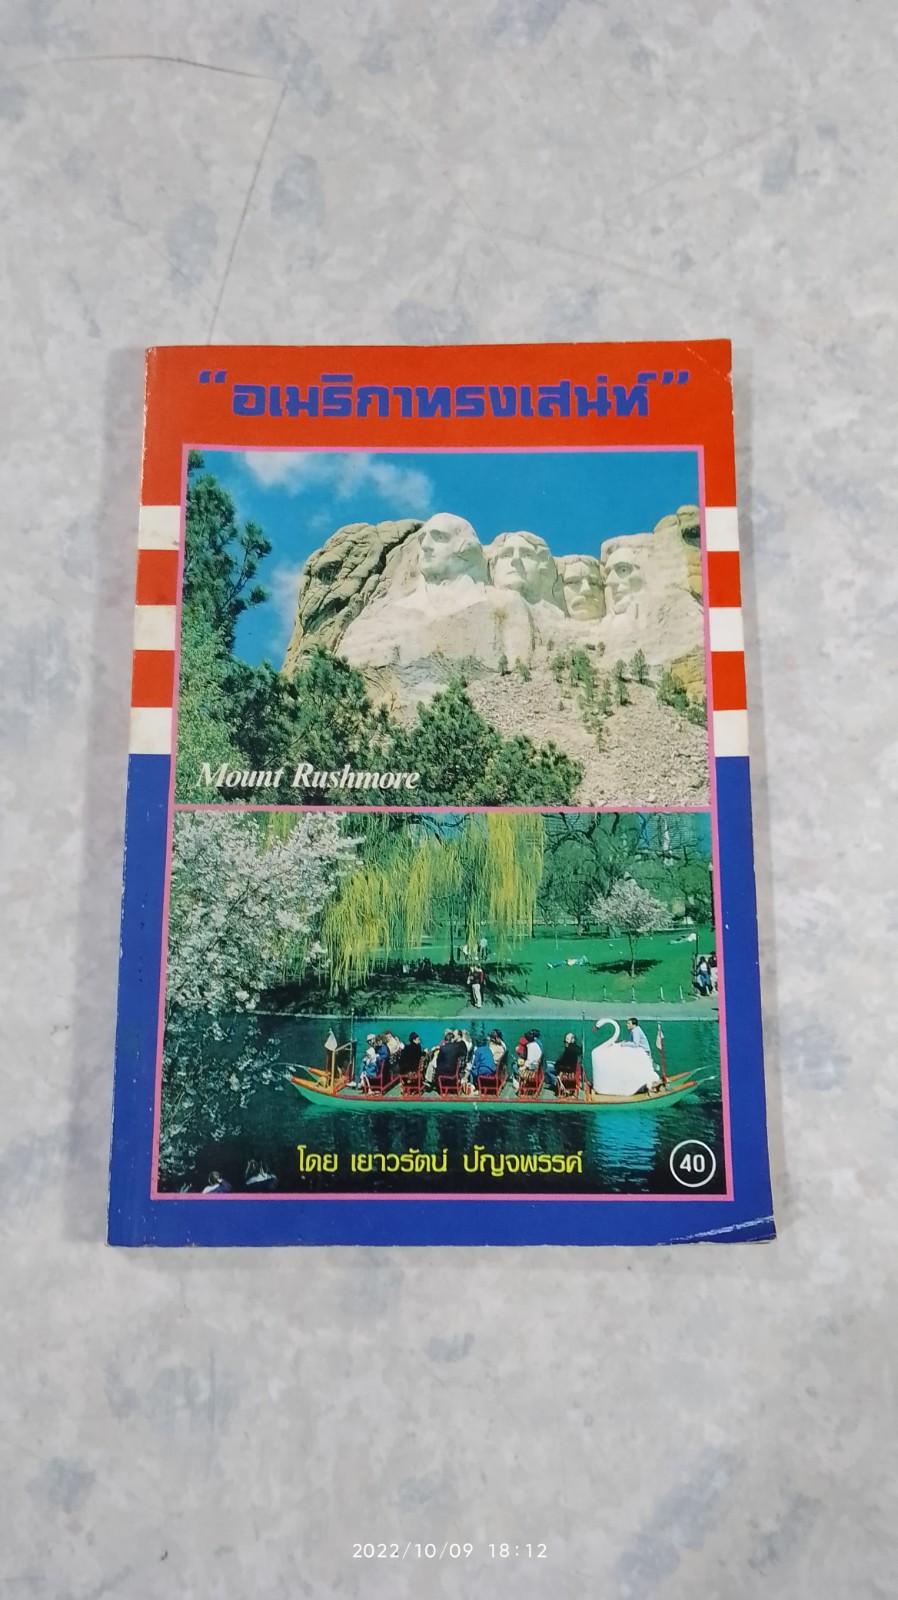 “อเมริกาทรงเสน่ห์”
Mount Rushmore
โดย เยาวรัตน์ ปัญจพรรค์
40
2022/10/09 18:12